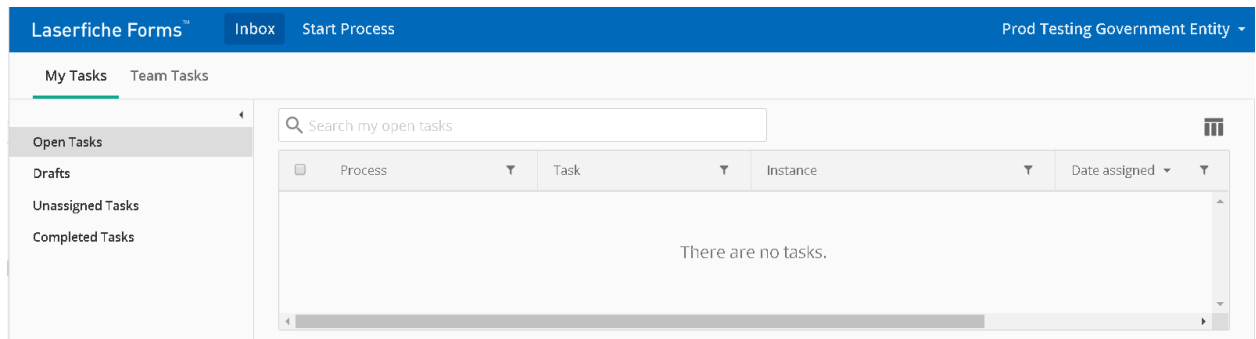 Laserfiche Forms™ Inbox Start Process Prod Testing Government Entity
My Tasks Team Tasks
Search my open tasks
Open Tasks
Drafts
Unassigned Tasks
Completed Tasks
Process Task Instance Date assigned
There are no tasks.